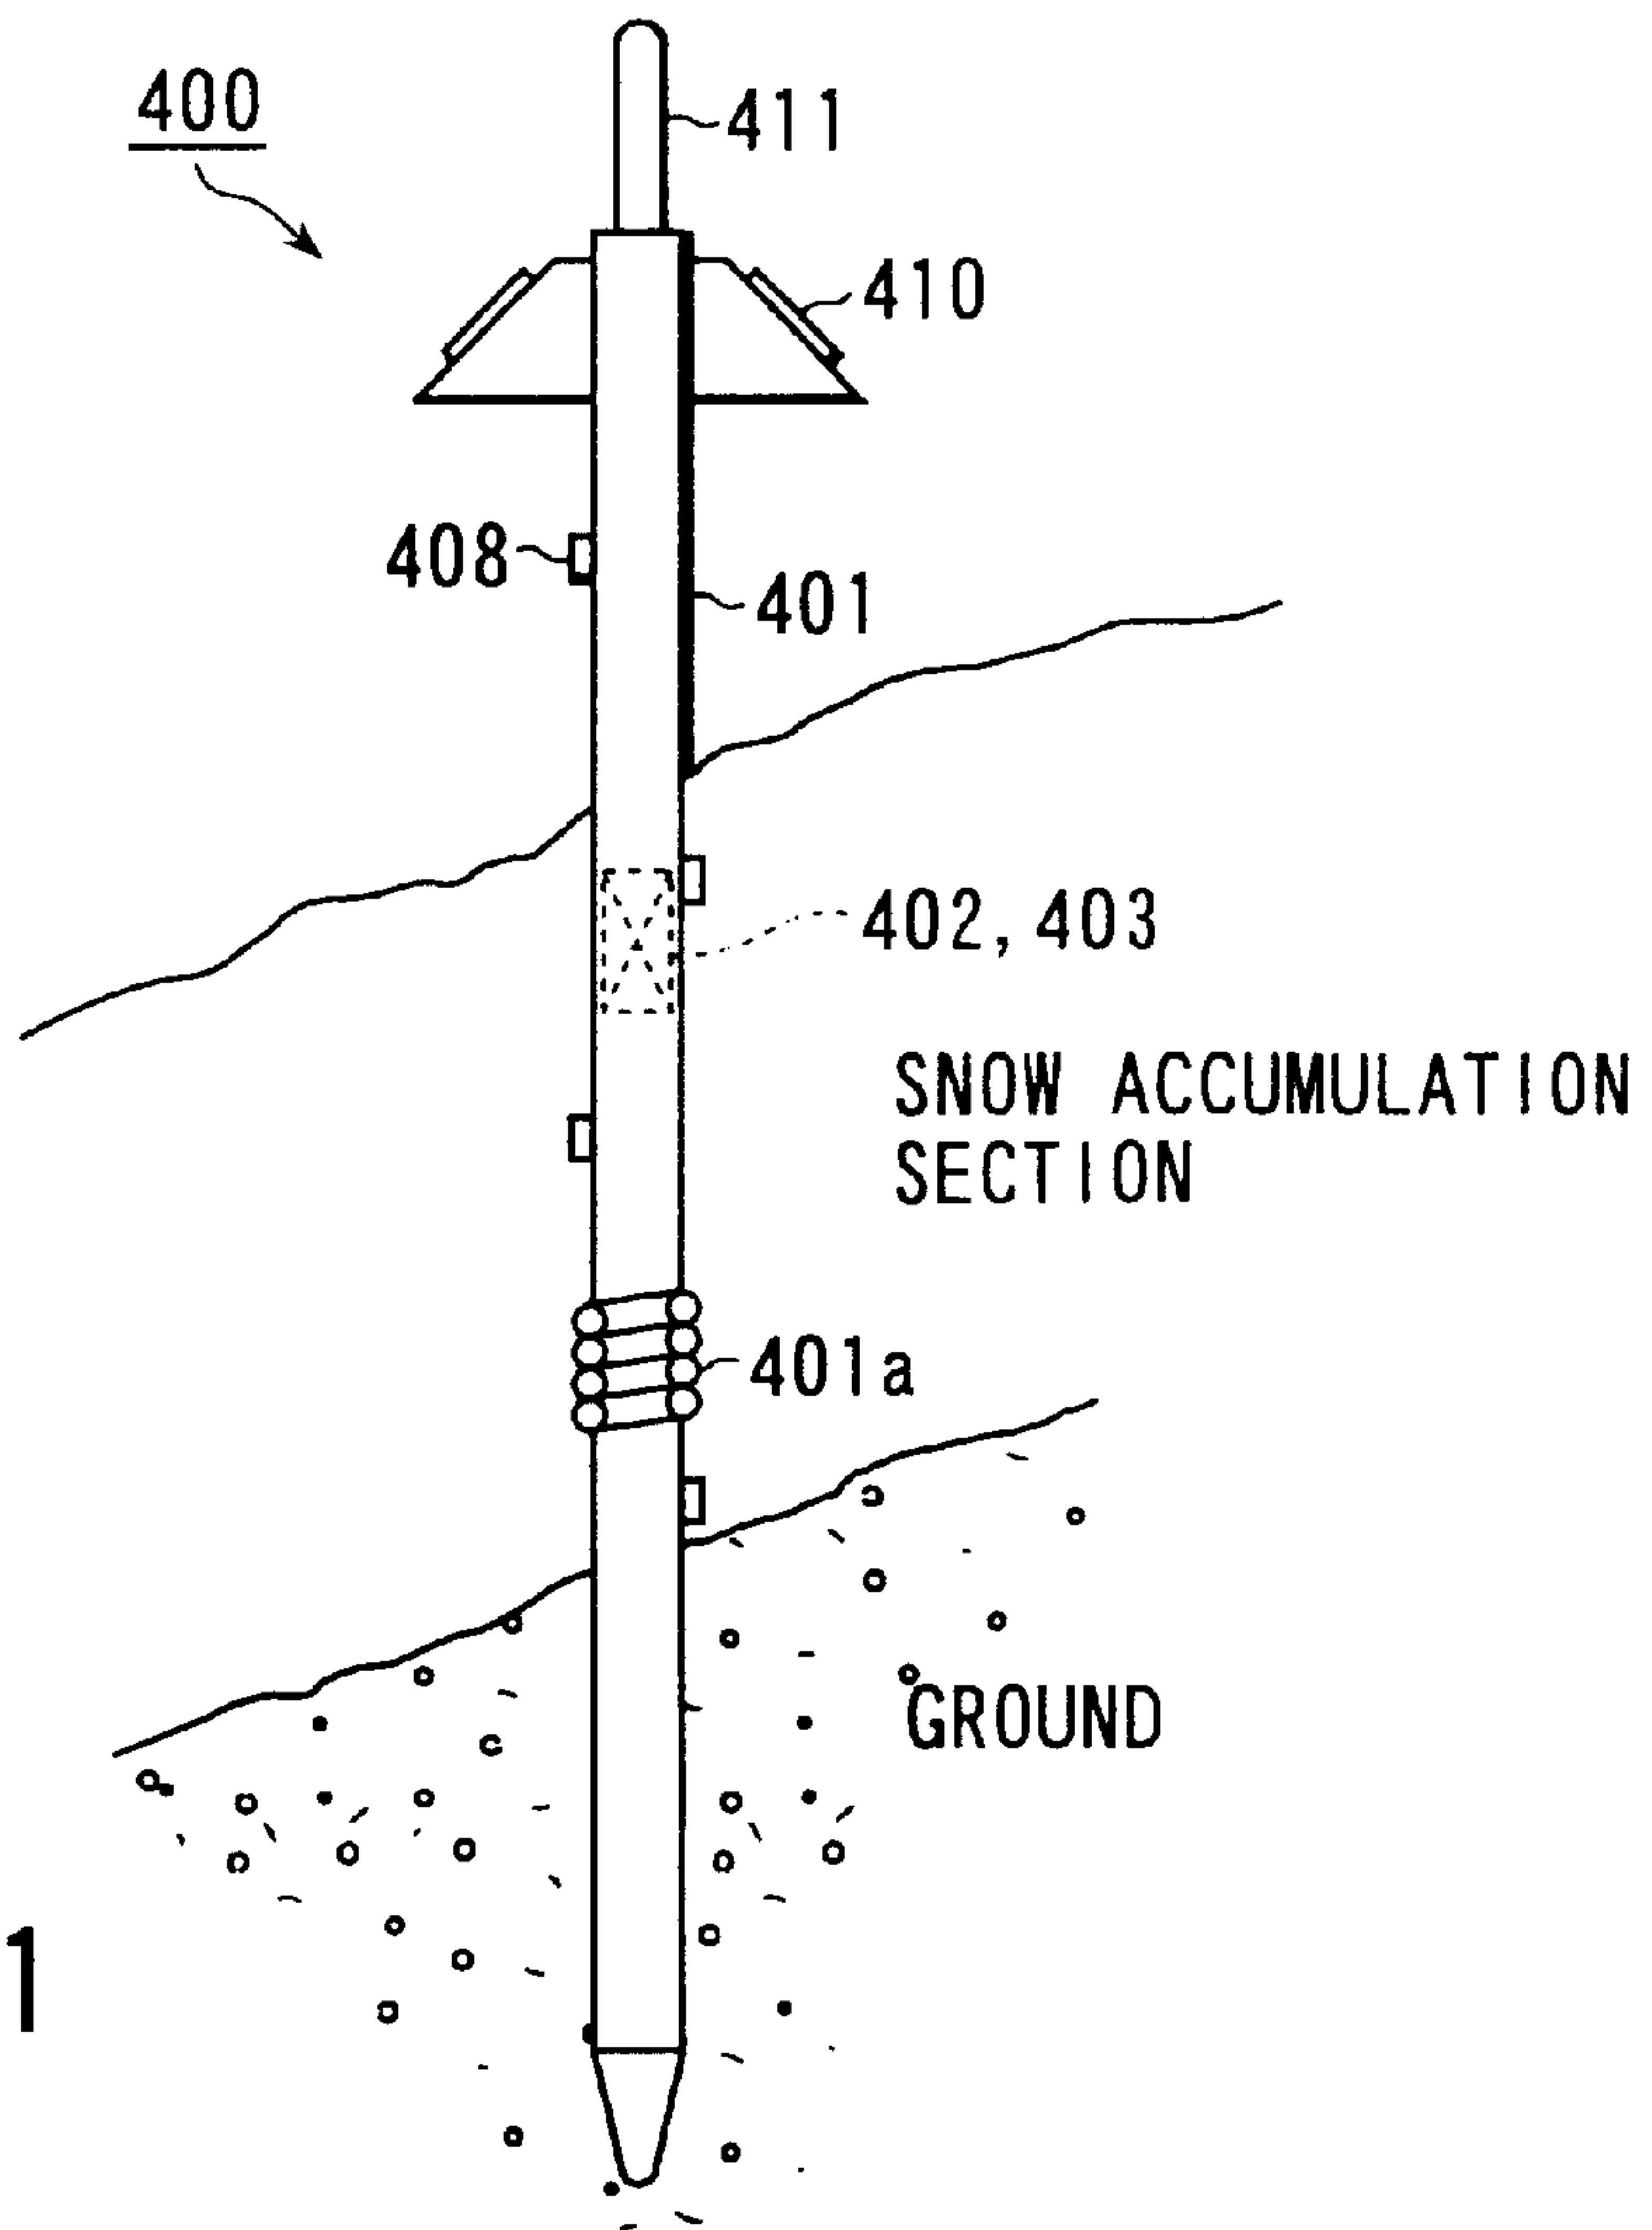 400
411
410
408
401
402, 403
SNOW ACCUMULATION
SECTION
401a
GROUND
1